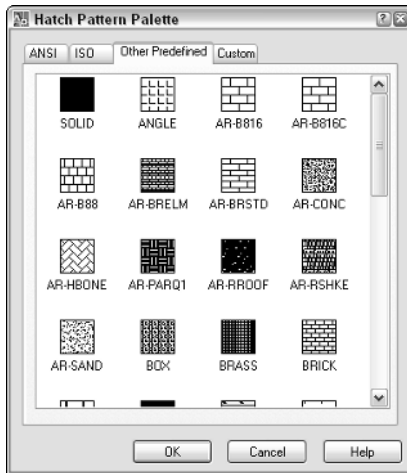 Hatch Pattern Palette
ANSI ISO Other Predefined Custom
SOLID ANGLE AR-B816 AR-B816C
AR-B88 AR-BRELM AR-BRSTD AR-CONC
AR-HBONE AR-PARQ1 AR-RROOF AR-RSHKE
AR-SAND BOX BRASS BRICK
OK Cancel Help